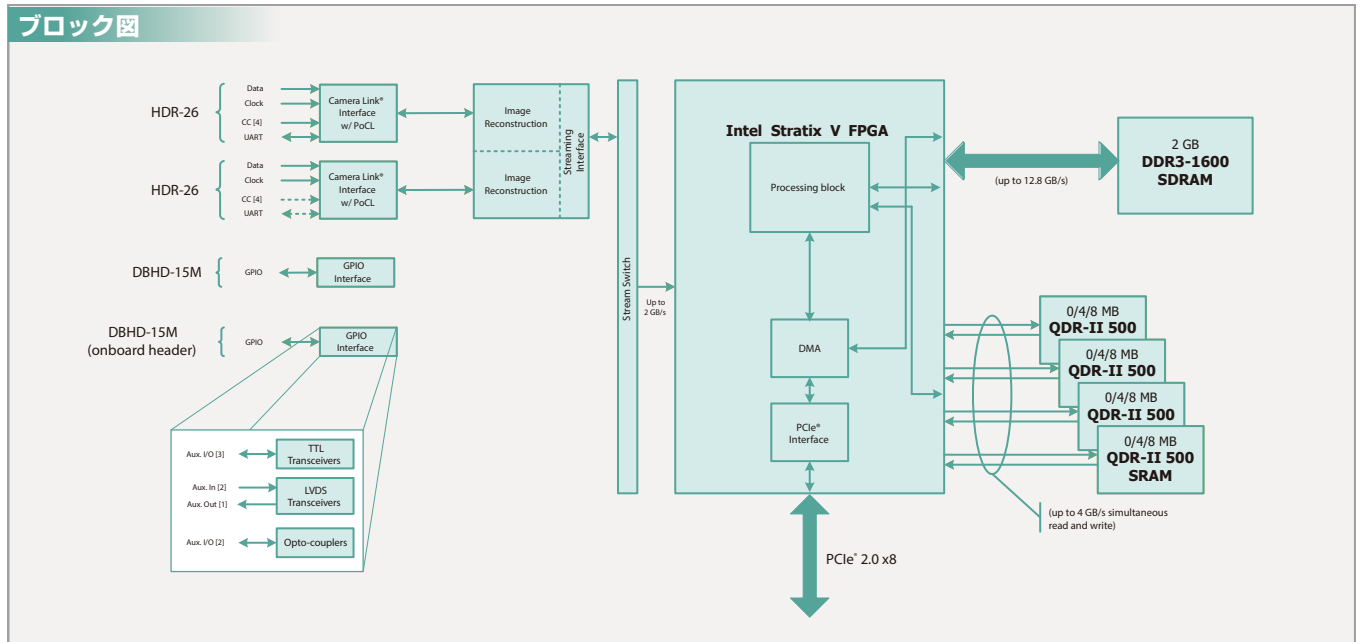 ブロック図
HDR-26
Data
Clock
CC [4]
UART
Camera Link®
Interface
w/ PoCL
Image
Reconstruction
HDR-26
Data
Clock
CC [4]
UART
Camera Link®
Interface
w/ PoCL
Image
Reconstruction
Streaming
Interface
DBHD-15M
GPIO
GPIO
Interface
DBHD-15M
(onboard header)
GPIO
GPIO
Interface
Aux. I/O [3]
TTL
Transceivers
Aux. In [2]
Aux. Out [1]
LVDS
Transceivers
Aux. I/O [2]
Opto-couplers
Stream Switch
Up to
2 GB/s
Intel Stratix V FPGA
Processing block
DMA
PCIe®
Interface
PCIe® 2.0 x8
(up to 12.8 GB/s)
2 GB
DDR3-1600
SDRAM
0/4/8 MB
QDR-II 500
0/4/8 MB
QDR-II 500
0/4/8 MB
QDR-II 500
0/4/8 MB
QDR-II 500
SRAM
(up to 4 GB/s simultaneous
read and write)